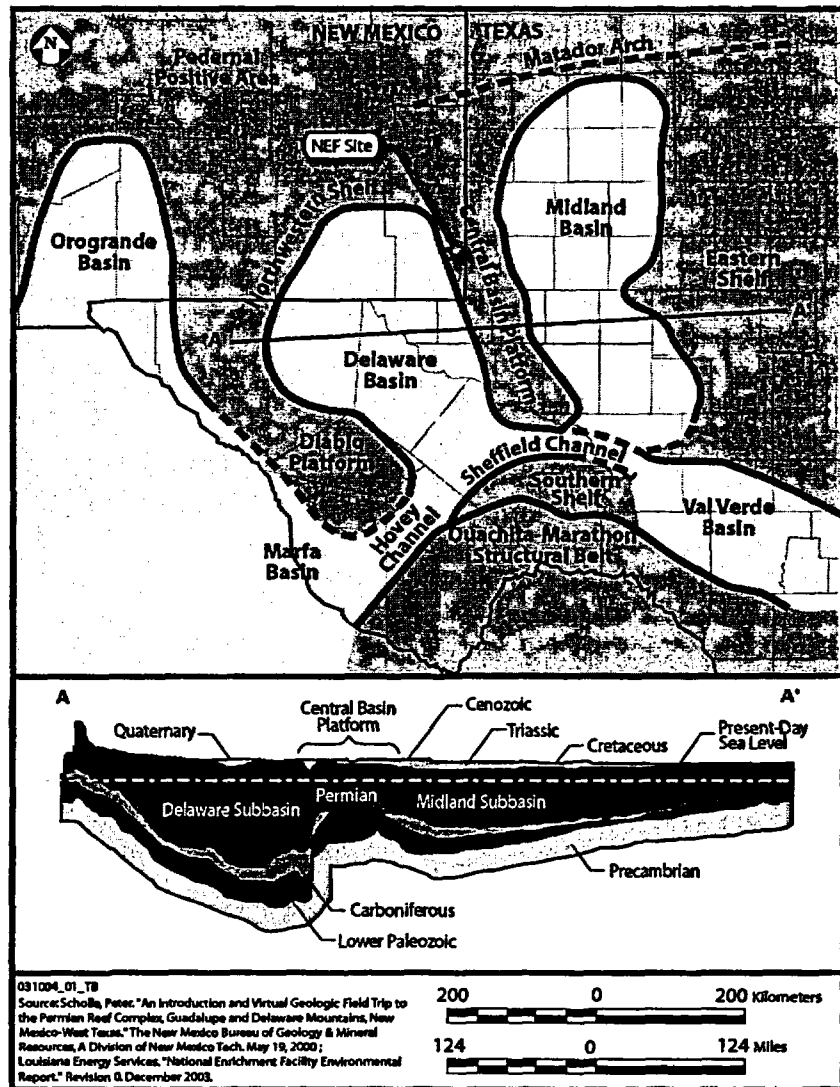 N
NEW MEXICO
TEXAS
Pedernal
Positive Area
Matador Arch
NEF Site
Northwestern Shelf
Central Basin Platform
Midland
Basin
Orogrande
Basin
Eastern
Shelf
A
A'
Delaware
Basin
Diablo
Platform
Sheffield Channel
Southern
Shelf
Val Verde
Basin
Hovey
Channel
Marfa
Basin
Ouachita-Marathon
Structural Belt
A
A'
Quaternary
Central Basin
Platform
Cenozoic
Triassic
Cretaceous
Present-Day
Sea Level
Delaware Subbasin
Permian
Midland Subbasin
Precambrian
Carboniferous
Lower Paleozoic
031004_01_TB
Source: Scholle, Peter. "An Introduction and Virtual Geologic Field Trip to
the Permian Reef Complex, Guadalupe and Delaware Mountains, New
Mexico-West Texas." The New Mexico Bureau of Geology & Mineral
Resources, A Division of New Mexico Tech. May 19, 2000 ;
Louisiana Energy Services. "National Enrichment Facility Environmental
Report." Revision 0. December 2003.
200 0 200 Kilometers
124 0 124 Miles